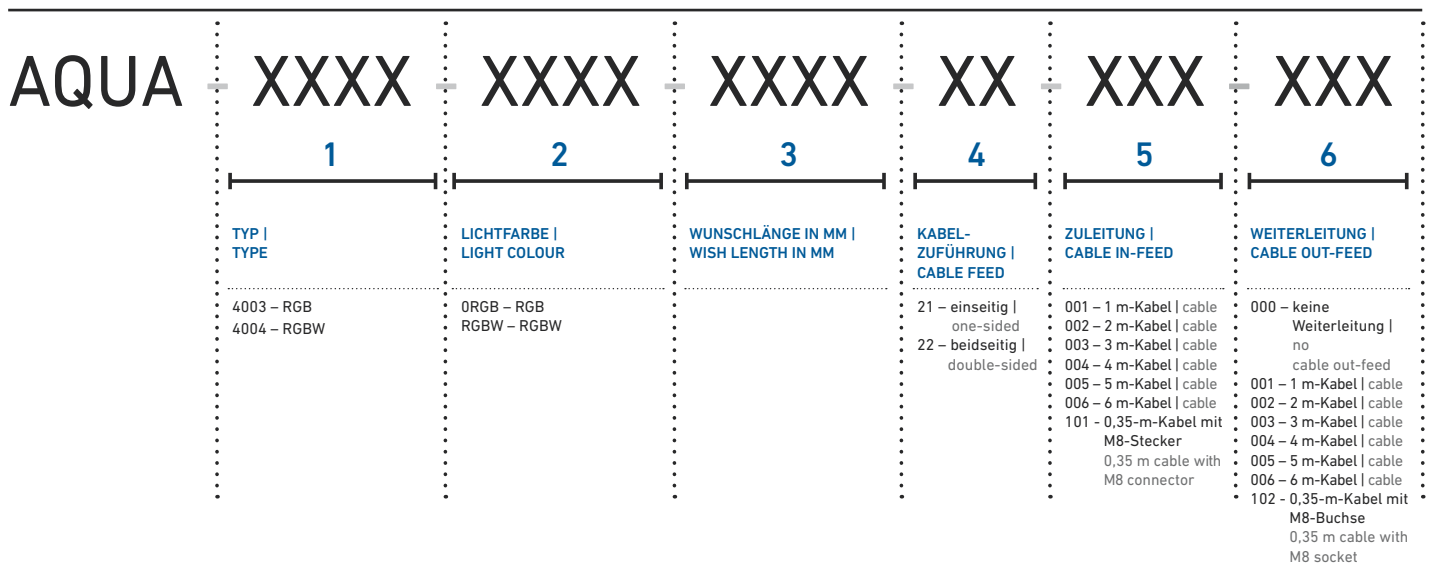 AQUA - XXXX - XXXX - XXXX - XX - XXX - XXX
1 2 3 4 5 6
TYP |
TYPE
4003 – RGB
4004 – RGBW
LICHTFARBE |
LIGHT COLOUR
0RGB – RGB
RGBW – RGBW
WUNSCHLÄNGE IN MM |
WISH LENGTH IN MM
KABEL-
ZUFÜHRUNG |
CABLE FEED
21 – einseitig |
one-sided
22 – beidseitig |
double-sided
ZULEITUNG |
CABLE IN-FEED
001 – 1 m-Kabel | cable
002 – 2 m-Kabel | cable
003 – 3 m-Kabel | cable
004 – 4 m-Kabel | cable
005 – 5 m-Kabel | cable
006 – 6 m-Kabel | cable
101 - 0,35-m-Kabel mit
M8-Stecker
0,35 m cable with
M8 connector
WEITERLEITUNG |
CABLE OUT-FEED
000 – keine
Weiterleitung |
no
cable out-feed
001 – 1 m-Kabel | cable
002 – 2 m-Kabel | cable
003 – 3 m-Kabel | cable
004 – 4 m-Kabel | cable
005 – 5 m-Kabel | cable
006 – 6 m-Kabel | cable
102 - 0,35-m-Kabel mit
M8-Buchse
0,35 m cable with
M8 socket